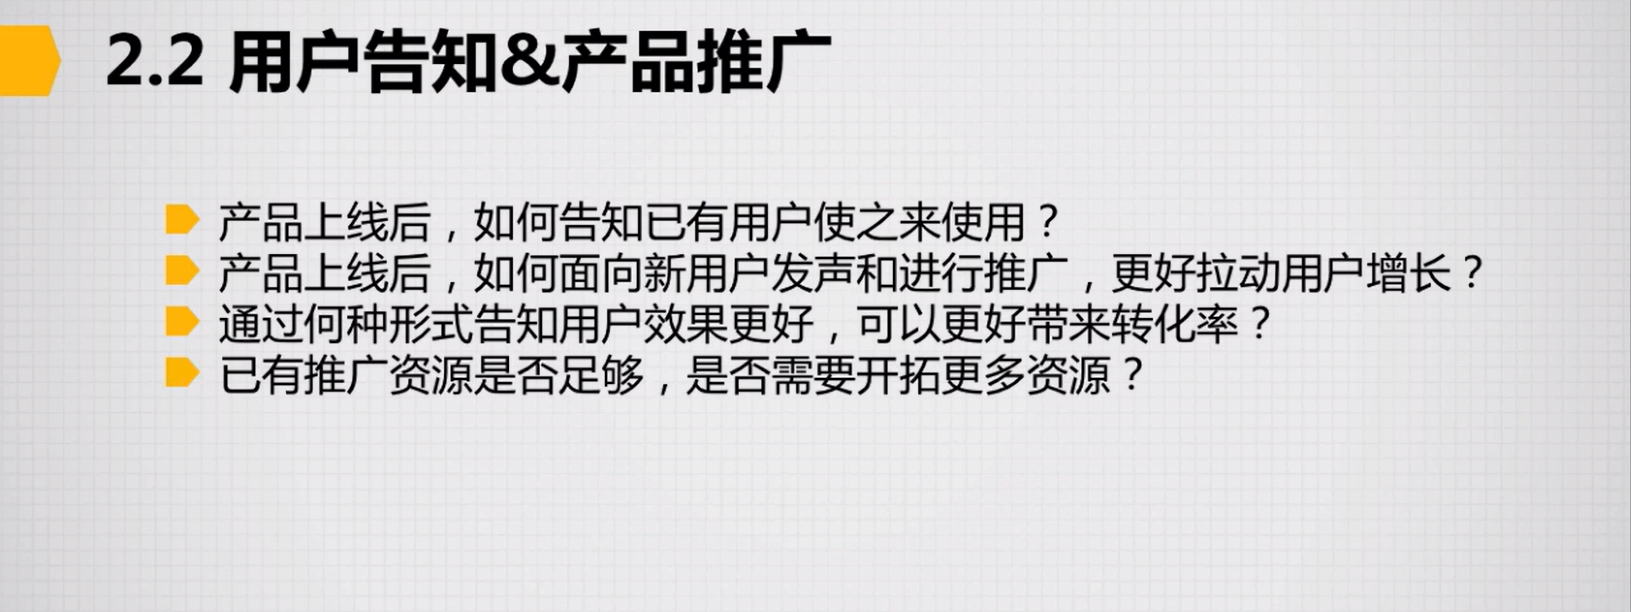 2.2 用户告知&产品推广
产品上线后，如何告知已有用户使之来使用？
产品上线后，如何面向新用户发声和进行推广，更好拉动用户增长？
通过何种形式告知用户效果更好，可以更好带来转化率？
已有推广资源是否足够，是否需要开拓更多资源？